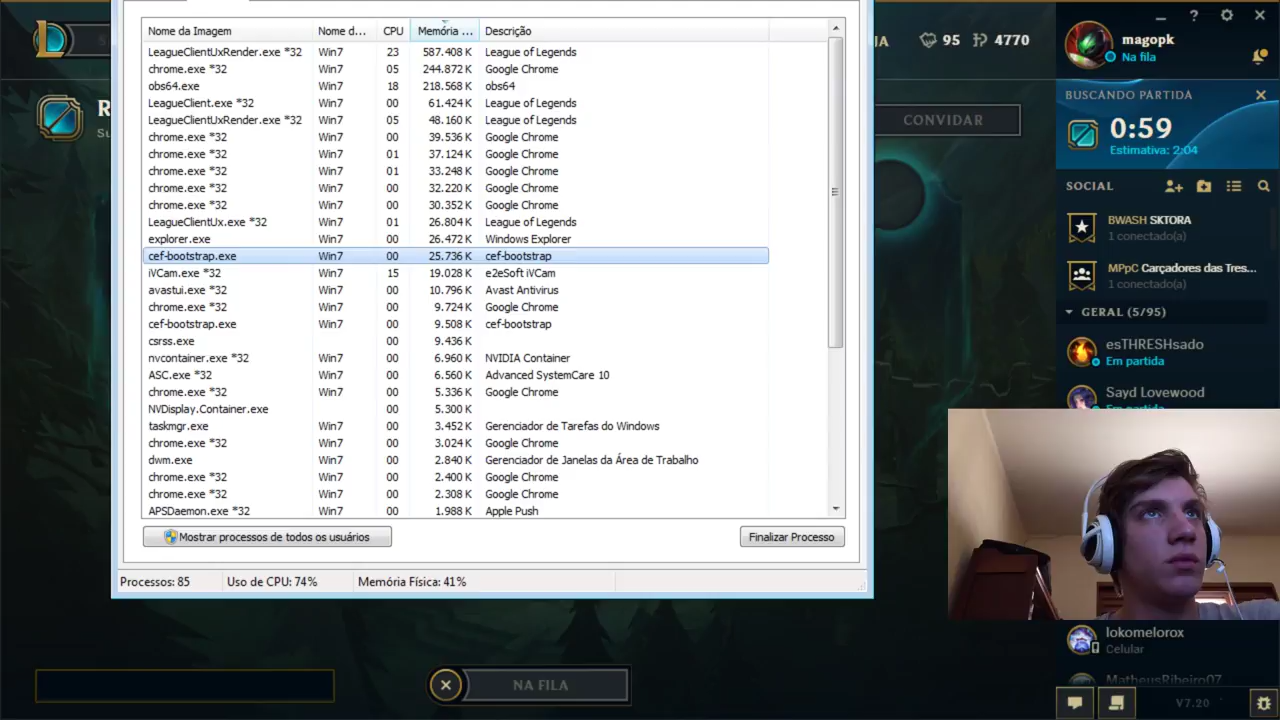 Nome da Imagem Nome d... CPU Memória ... Descrição
LeagueClientUxRender.exe *32 Win7 23 587.408 K League of Legends
chrome.exe *32 Win7 05 244.872 K Google Chrome
obs64.exe Win7 18 218.568 K obs64
LeagueClient.exe *32 Win7 00 61.424 K League of Legends
LeagueClientUxRender.exe *32 Win7 05 48.160 K League of Legends
chrome.exe *32 Win7 00 39.536 K Google Chrome
chrome.exe *32 Win7 01 37.124 K Google Chrome
chrome.exe *32 Win7 01 33.248 K Google Chrome
chrome.exe *32 Win7 00 32.220 K Google Chrome
chrome.exe *32 Win7 00 30.352 K Google Chrome
LeagueClientUx.exe *32 Win7 01 26.804 K League of Legends
explorer.exe Win7 00 26.472 K Windows Explorer
cef-bootstrap.exe Win7 00 25.736 K cef-bootstrap
iVCam.exe *32 Win7 15 19.028 K e2eSoft iVCam
avastui.exe *32 Win7 00 10.796 K Avast Antivirus
chrome.exe *32 Win7 00 9.724 K Google Chrome
cef-bootstrap.exe Win7 00 9.508 K cef-bootstrap
csrss.exe 00 9.436 K
nvcontainer.exe *32 Win7 00 6.960 K NVIDIA Container
ASC.exe *32 Win7 00 6.560 K Advanced SystemCare 10
chrome.exe *32 Win7 00 5.336 K Google Chrome
NVDisplay.Container.exe 00 5.300 K
taskmgr.exe Win7 00 3.452 K Gerenciador de Tarefas do Windows
chrome.exe *32 Win7 00 3.024 K Google Chrome
dwm.exe Win7 00 2.840 K Gerenciador de Janelas da Área de Trabalho
chrome.exe *32 Win7 00 2.400 K Google Chrome
chrome.exe *32 Win7 00 2.308 K Google Chrome
APSDaemon.exe *32 Win7 00 1.988 K Apple Push
Mostrar processos de todos os usuários
Finalizar Processo
Processos: 85 Uso de CPU: 74% Memória Física: 41%
NA FILA
95 4770
CONVIDAR
magopk
Na fila
BUSCANDO PARTIDA
0:59
Estimativa: 2:04
SOCIAL
BWASH SKTORA
1 conectado(a)
MPpC Carçadores das Tres...
1 conectado(a)
GERAL (5/95)
esTHRESHsado
Em partida
Sayd Lovewood
Em partida
lokomelorox
Celular
MatheusRibeiro07
V7.20